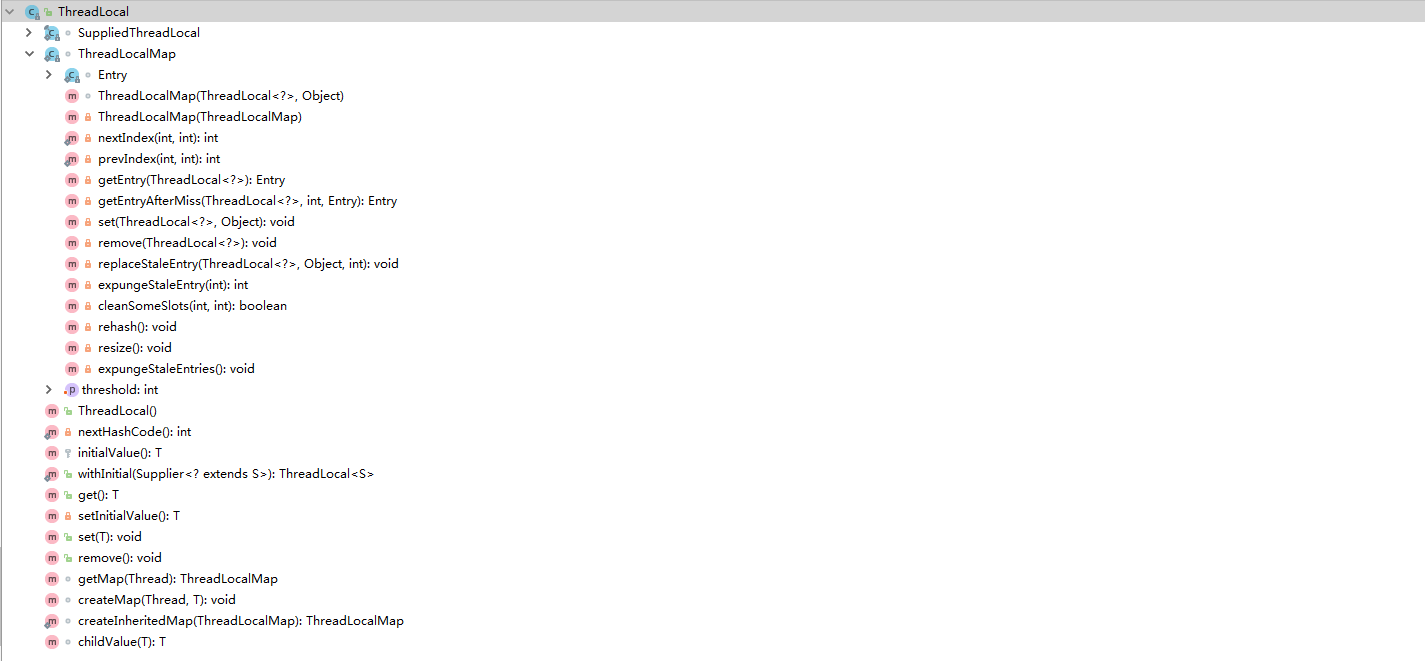 ThreadLocal
SuppliedThreadLocal
ThreadLocalMap
Entry
ThreadLocalMap(ThreadLocal<?>, Object)
ThreadLocalMap(ThreadLocalMap)
nextIndex(int, int): int
prevIndex(int, int): int
getEntry(ThreadLocal<?>): Entry
getEntryAfterMiss(ThreadLocal<?>, int, Entry): Entry
set(ThreadLocal<?>, Object): void
remove(ThreadLocal<?>): void
replaceStaleEntry(ThreadLocal<?>, Object, int): void
expungeStaleEntry(int): int
cleanSomeSlots(int, int): boolean
rehash(): void
resize(): void
expungeStaleEntries(): void
threshold: int
ThreadLocal()
nextHashCode(): int
initialValue(): T
withInitial(Supplier<? extends S>): ThreadLocal<S>
get(): T
setInitialValue(): T
set(T): void
remove(): void
getMap(Thread): ThreadLocalMap
createMap(Thread, T): void
createInheritedMap(ThreadLocalMap): ThreadLocalMap
childValue(T): T